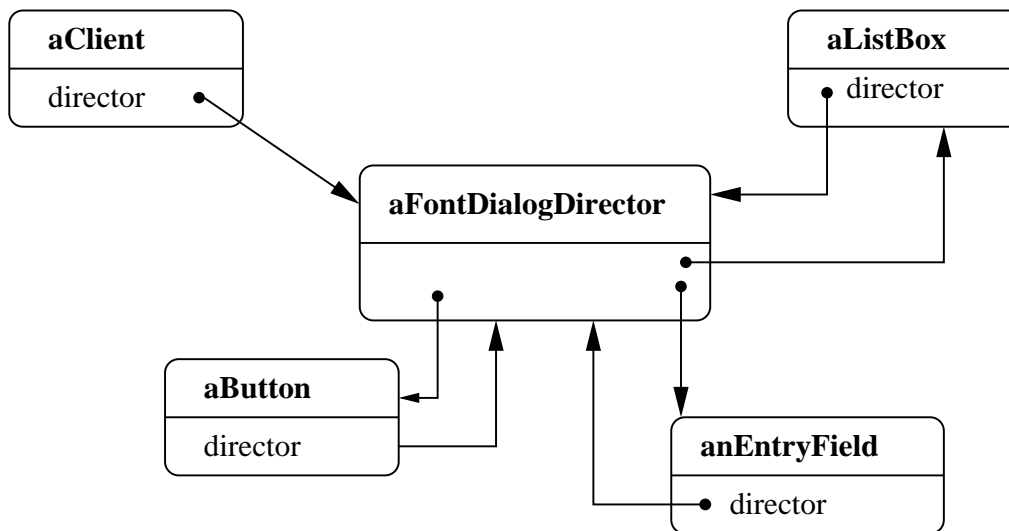 aClient
director
aListBox
director
aFontDialogDirector
aButton
director
anEntryField
director